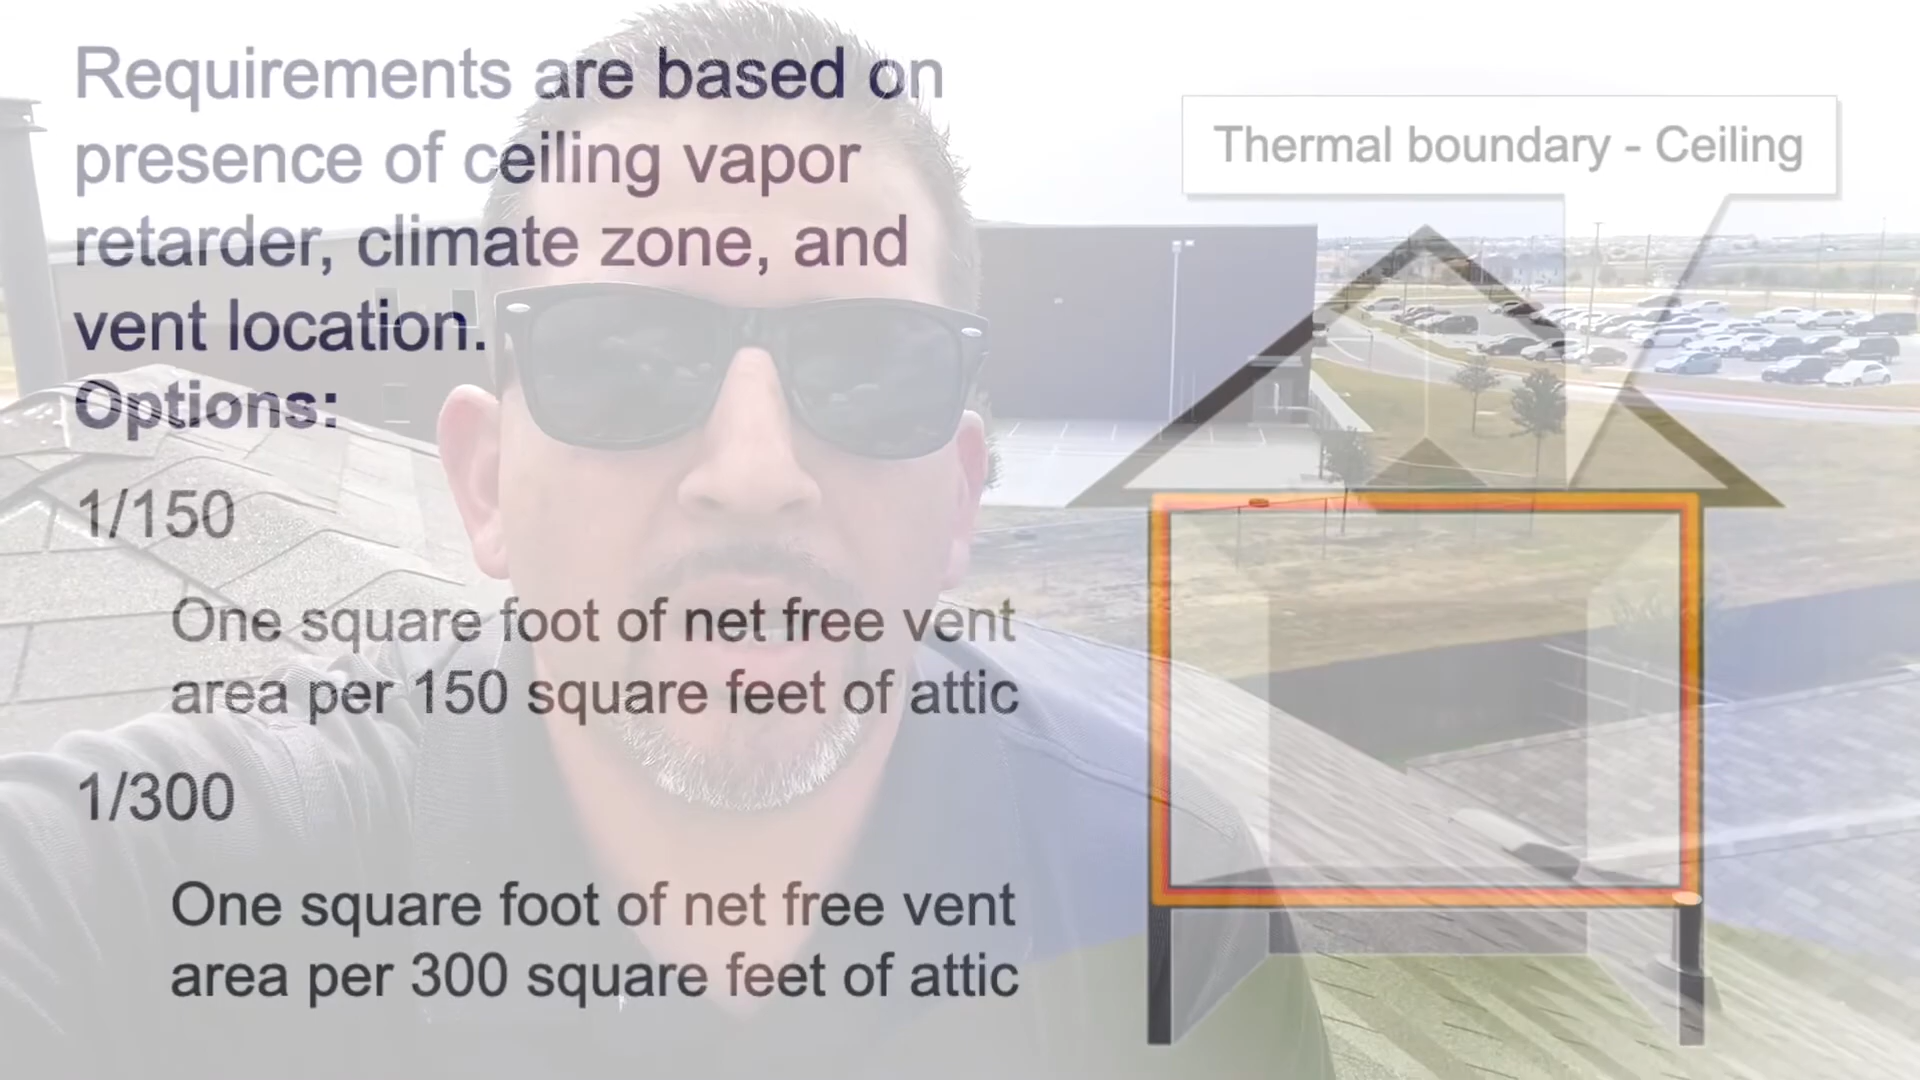 Requirements are based on
presence of ceiling vapor
retarder, climate zone, and
vent location.
Options:
1/150
One square foot of net free vent
area per 150 square feet of attic
1/300
One square foot of net free vent
area per 300 square feet of attic
Thermal boundary - Ceiling